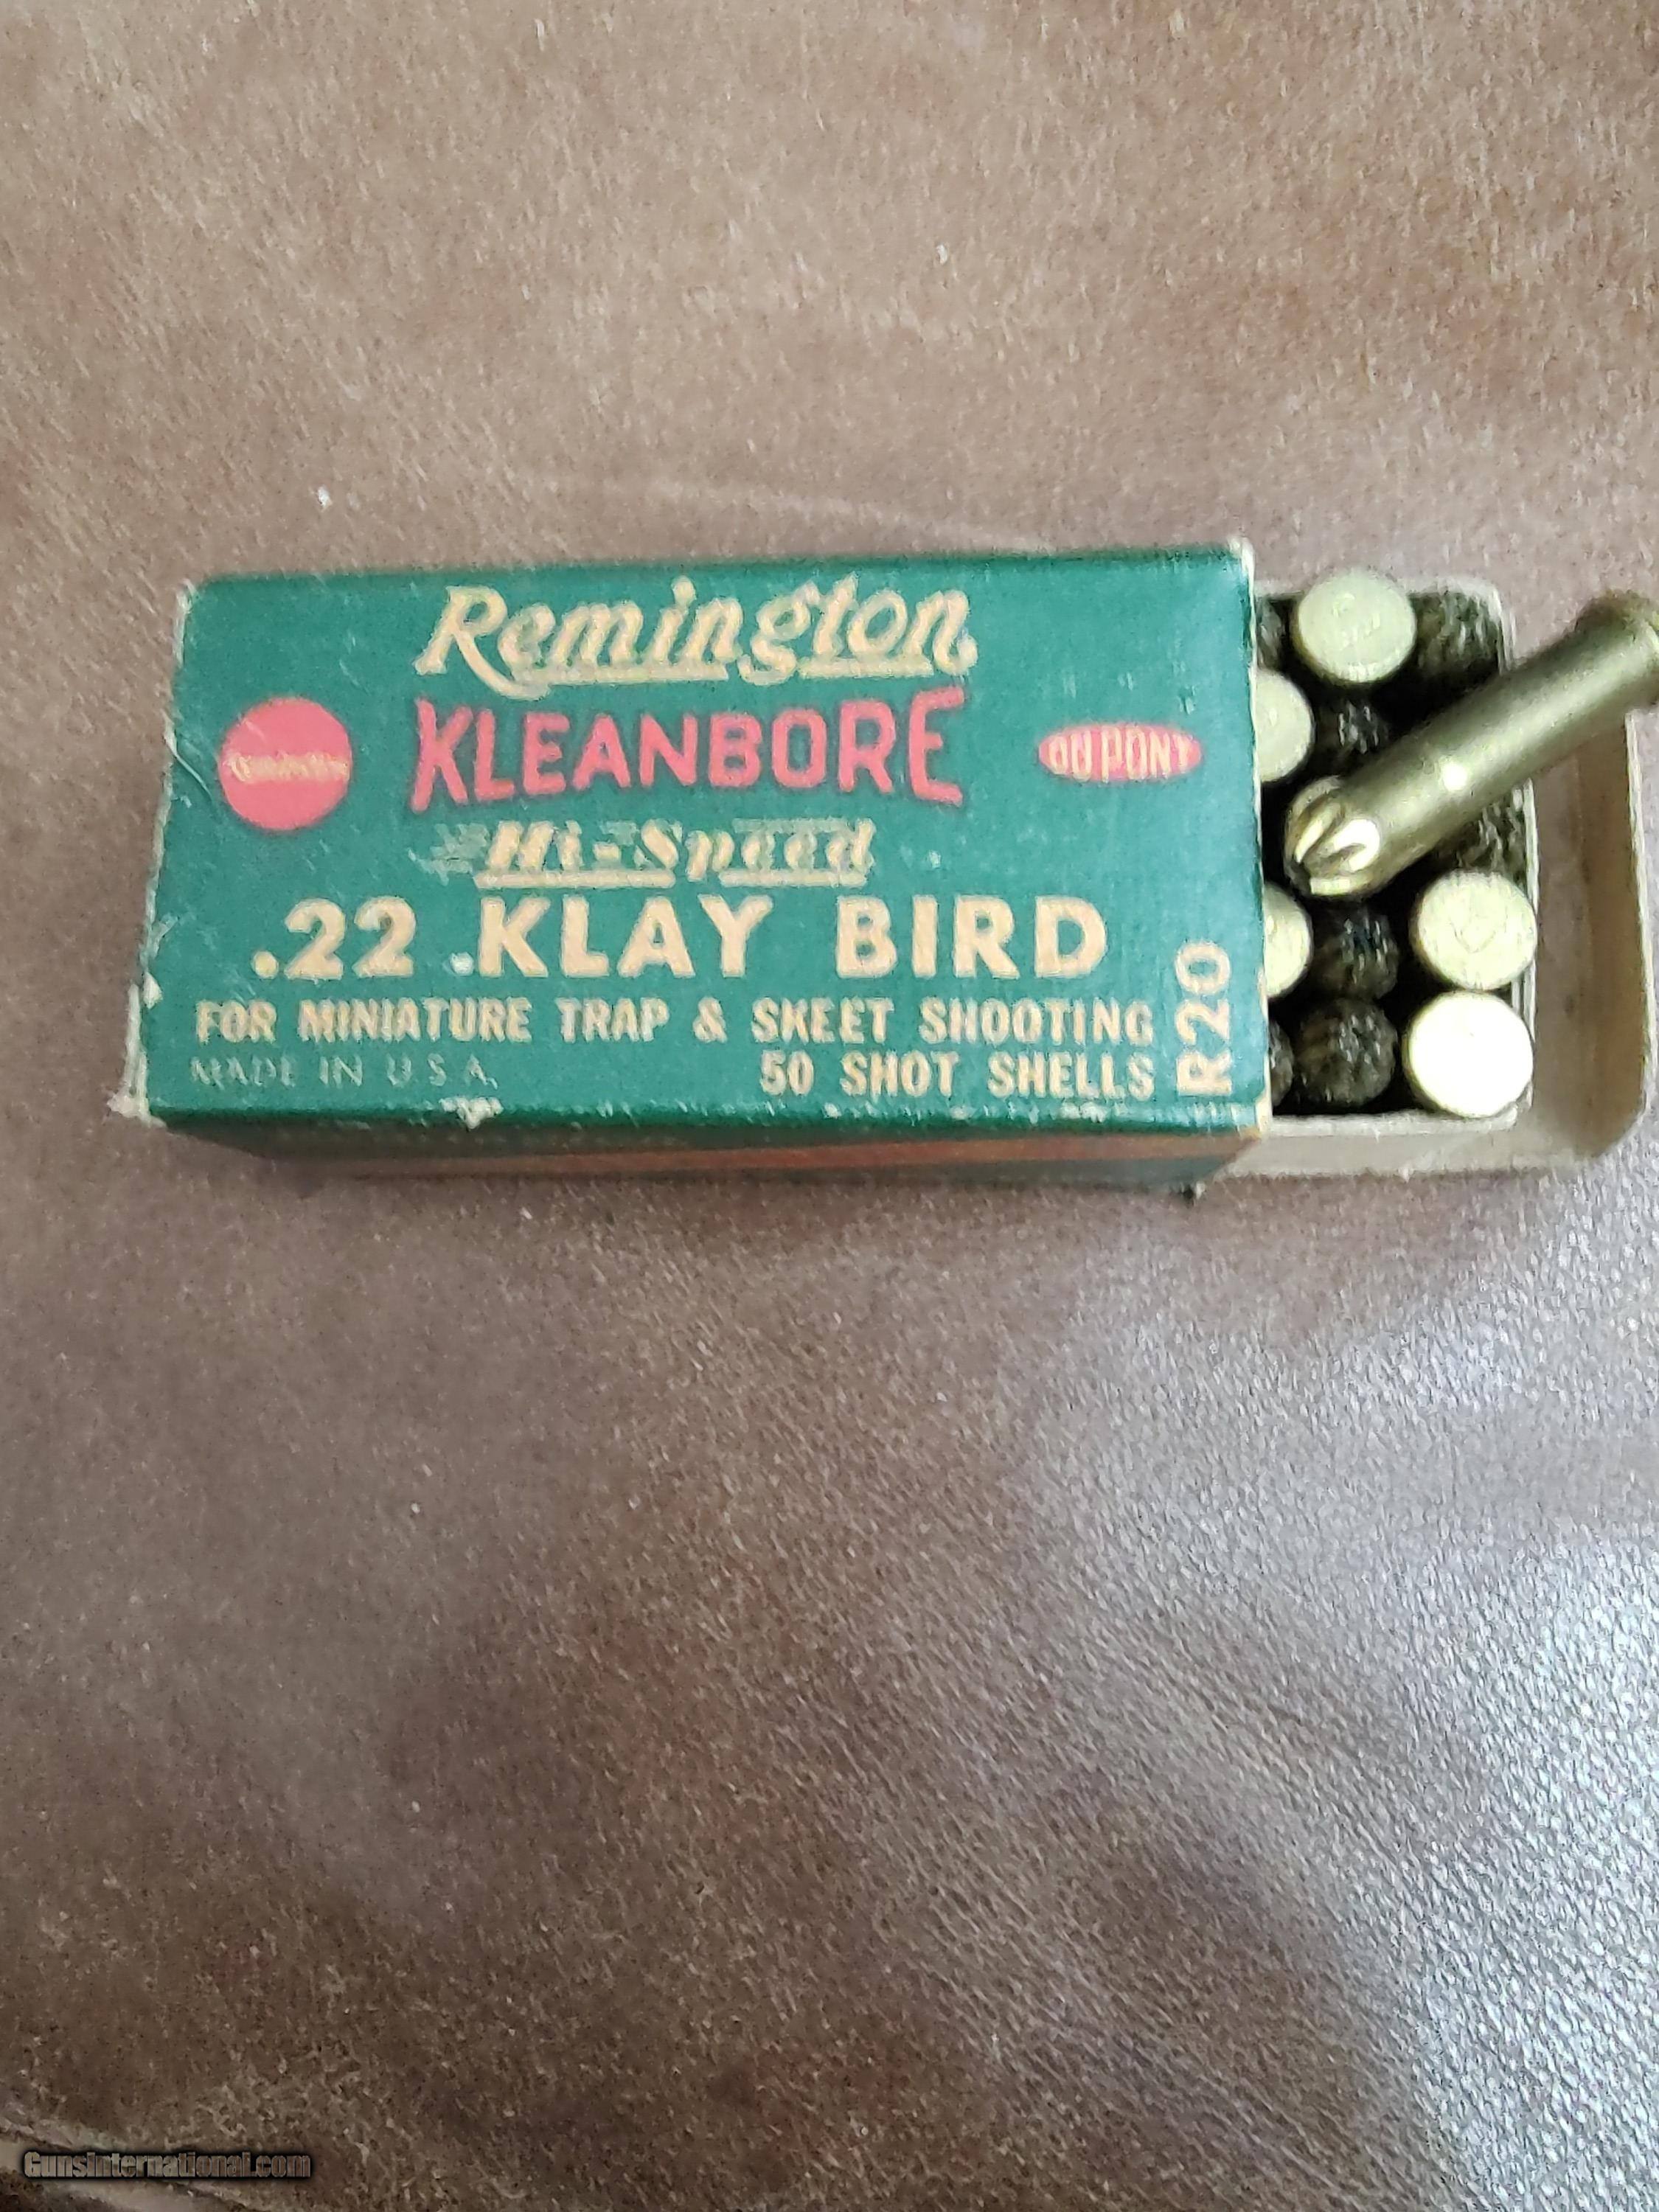 Remington
KLEANBORE
DU PONT
Hi-Speed
.22 .KLAY BIRD
FOR MINIATURE TRAP & SKEET SHOOTING
MADE IN U.S.A.
50 SHOT SHELLS
R20
GunsInternational.com